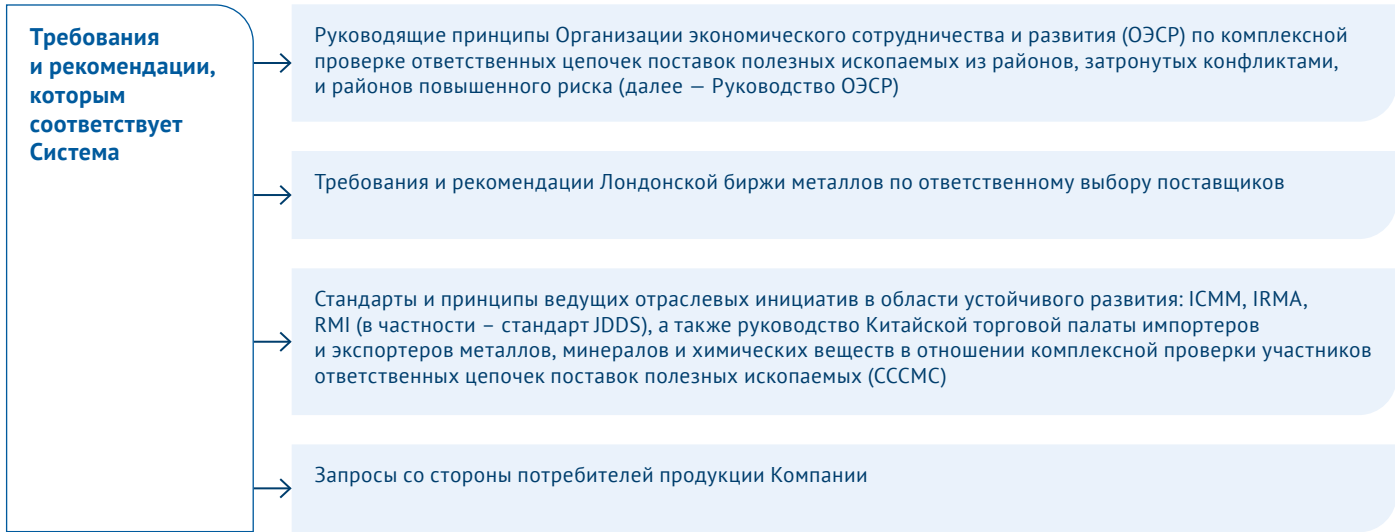 Требования
и рекомендации,
которым
соответствует
Система
Руководящие принципы Организации экономического сотрудничества и развития (ОЭСР) по комплексной
проверке ответственных цепочек поставок полезных ископаемых из районов, затронутых конфликтами,
и районов повышенного риска (далее — Руководство ОЭСР)
Требования и рекомендации Лондонской биржи металлов по ответственному выбору поставщиков
Стандарты и принципы ведущих отраслевых инициатив в области устойчивого развития: ICMM, IRMA,
RMI (в частности – стандарт JDDS), а также руководство Китайской торговой палаты импортеров
и экспортеров металлов, минералов и химических веществ в отношении комплексной проверки участников
ответственных цепочек поставок полезных ископаемых (СССМС)
Запросы со стороны потребителей продукции Компании